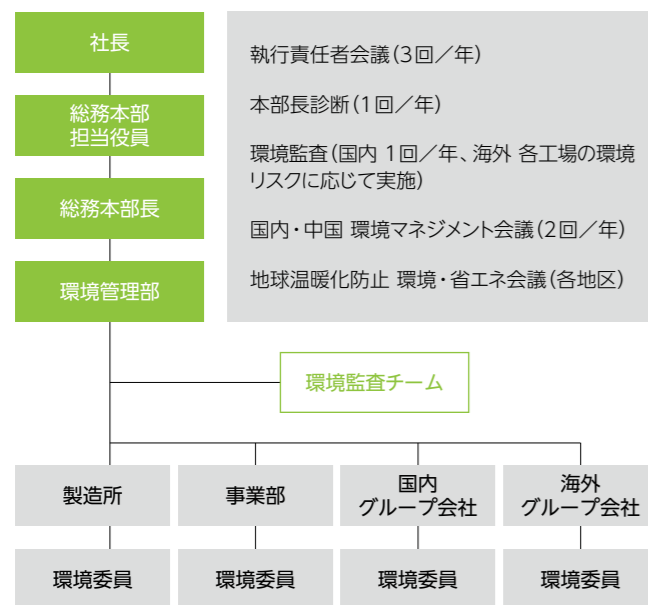 社長
総務本部
担当役員
総務本部長
環境管理部
執行責任者会議（3回／年）
本部長診断（1回／年）
環境監査（国内 1回／年、海外 各工場の環境
リスクに応じて実施）
国内・中国 環境マネジメント会議（2回／年）
地球温暖化防止 環境・省エネ会議（各地区）
環境監査チーム
製造所
事業部
国内
グループ会社
海外
グループ会社
環境委員
環境委員
環境委員
環境委員